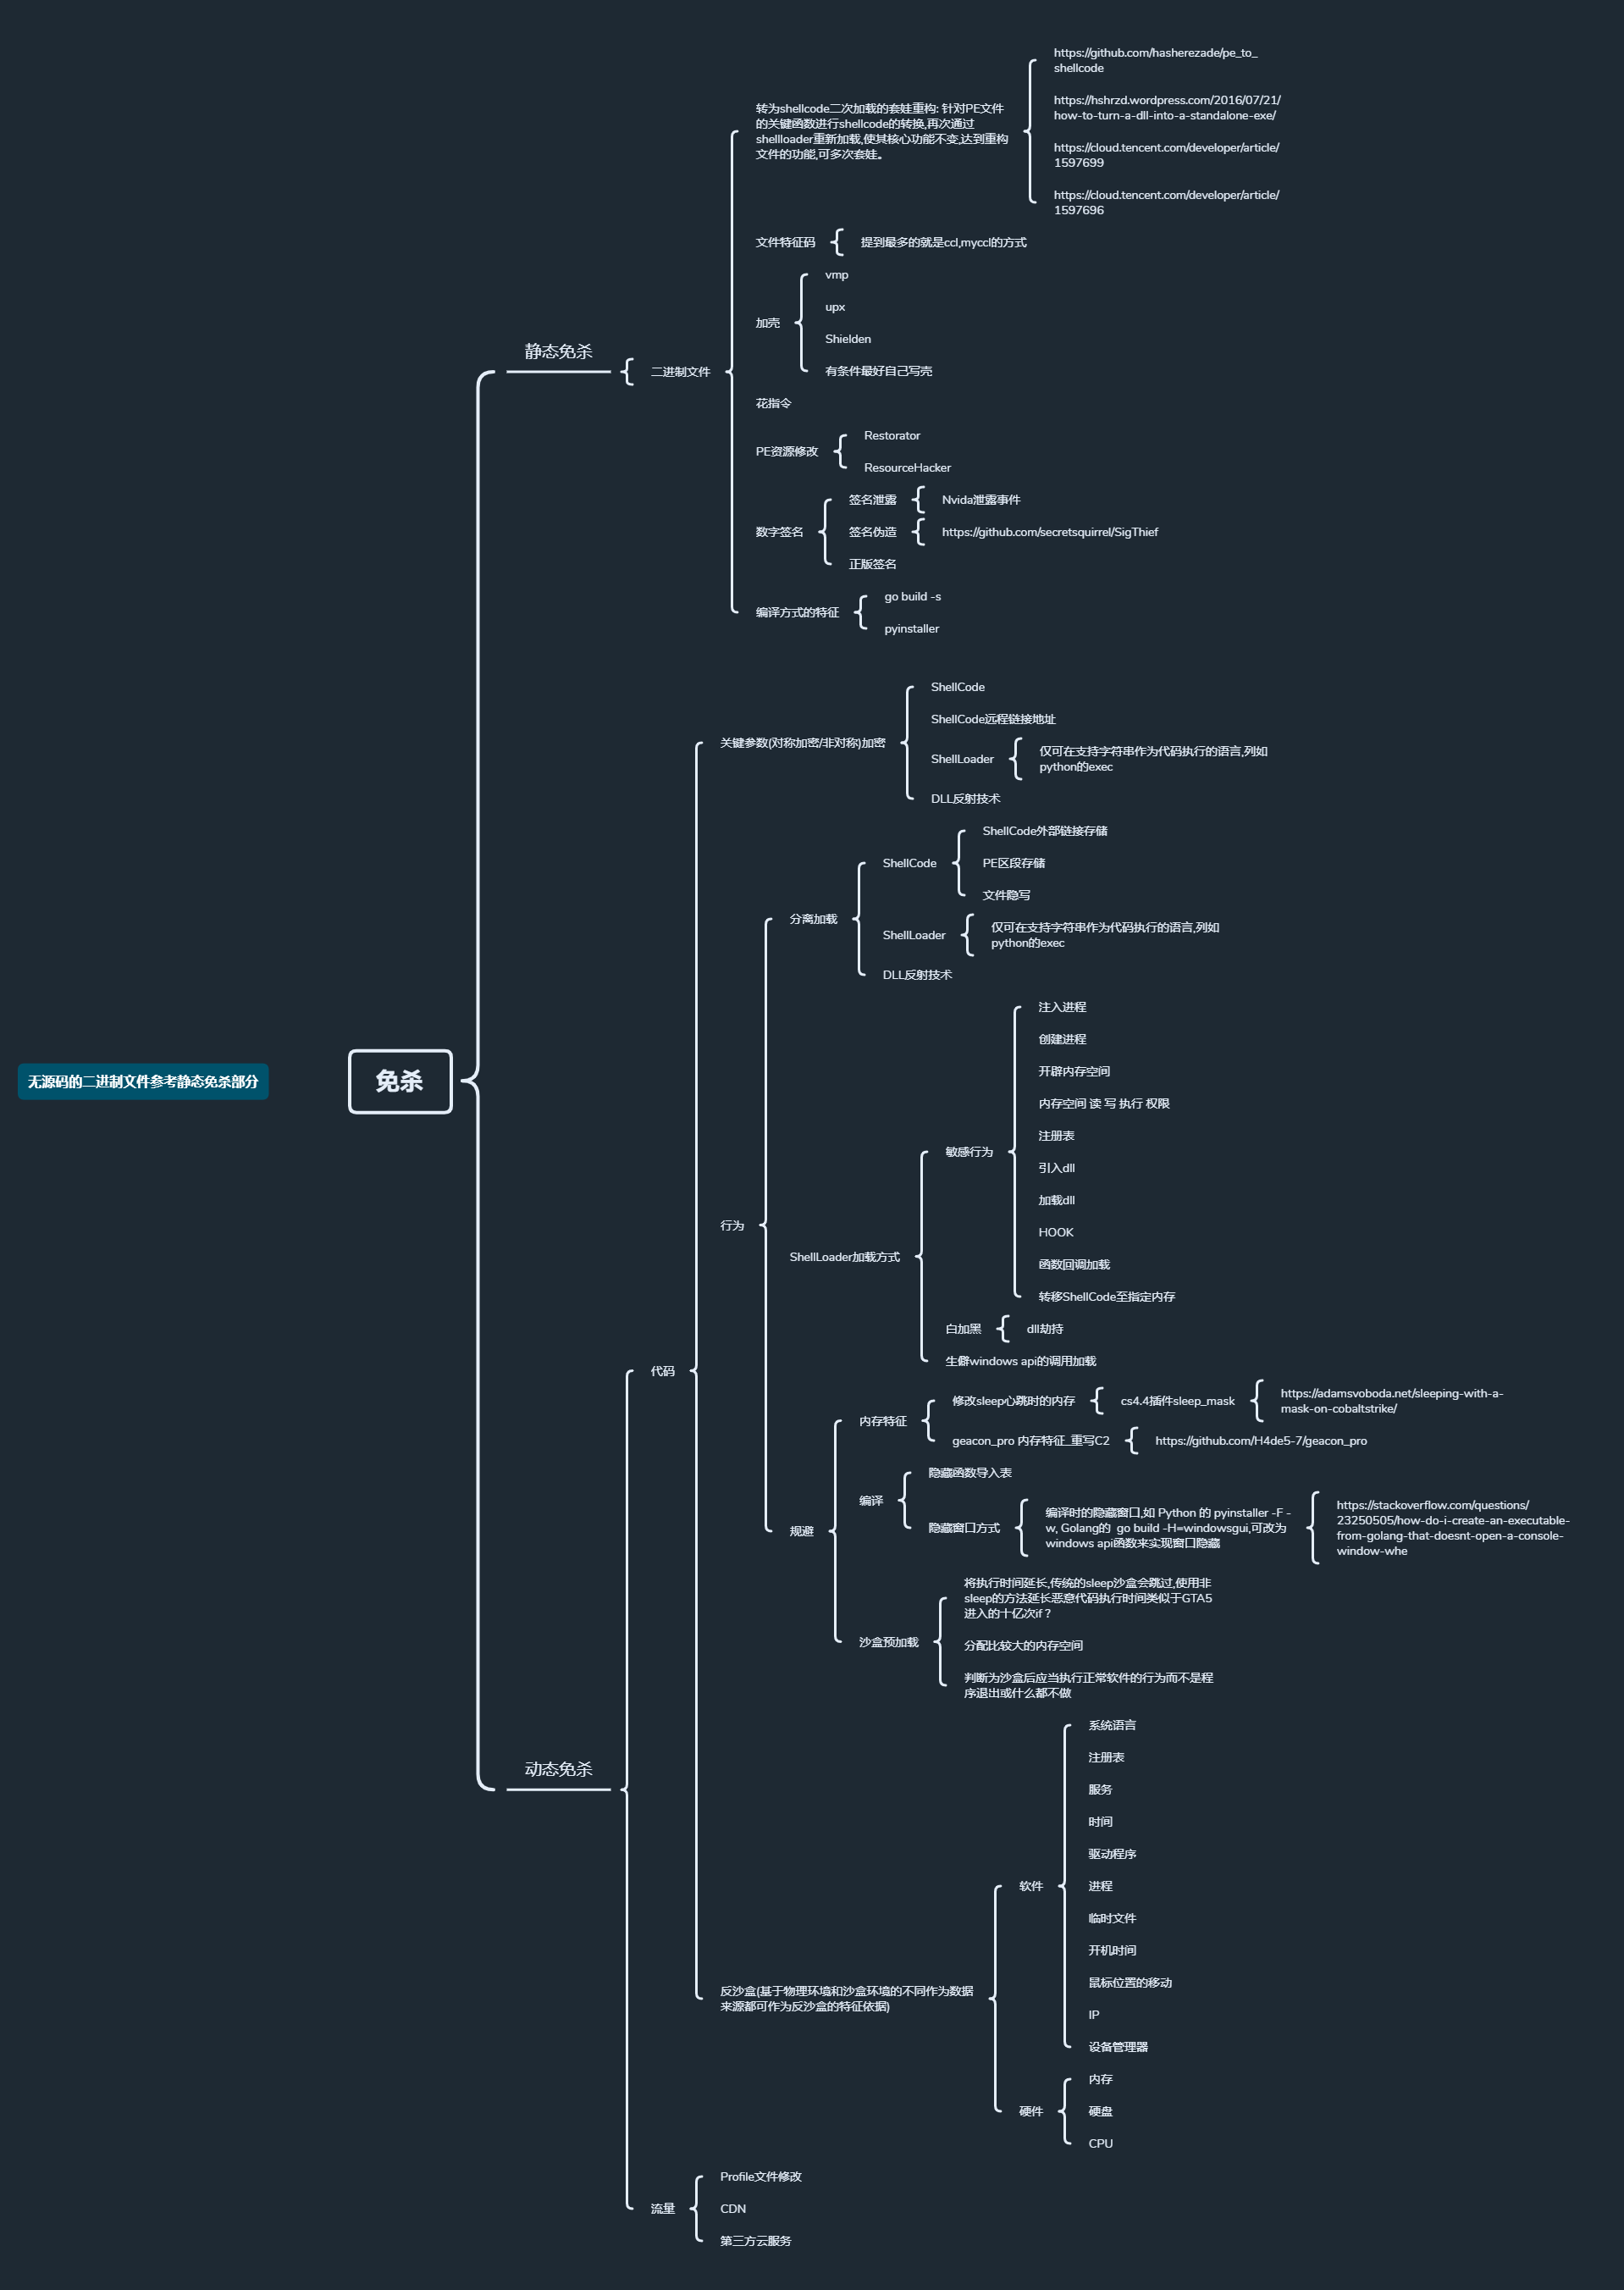 无源码的二进制文件参考静态免杀部分
免杀
静态免杀
二进制文件
转为shellcode二次加载的套娃重构: 针对PE文件
的关键函数进行shellcode的转换,再次通过
shellloader重新加载,使其核心功能不变,达到重构
文件的功能,可多次套娃。
https://github.com/hasherezade/pe_to_
shellcode
https://hshrzd.wordpress.com/2016/07/21/
how-to-turn-a-dll-into-a-standalone-exe/
https://cloud.tencent.com/developer/article/
1597699
https://cloud.tencent.com/developer/article/
1597696
文件特征码
提到最多的就是ccl,myccl的方式
加壳
vmp
upx
Shielden
有条件最好自己写壳
花指令
PE资源修改
Restorator
ResourceHacker
数字签名
签名泄露
Nvida泄露事件
签名伪造
https://github.com/secretsquirrel/SigThief
正版签名
编译方式的特征
go build -s
pyinstaller
动态免杀
代码
关键参数(对称加密/非对称)加密
ShellCode
ShellCode远程链接地址
ShellLoader
仅可在支持字符串作为代码执行的语言,列如
python的exec
DLL反射技术
行为
分离加载
ShellCode
ShellCode外部链接存储
PE区段存储
文件隐写
ShellLoader
仅可在支持字符串作为代码执行的语言,列如
python的exec
DLL反射技术
ShellLoader加载方式
敏感行为
注入进程
创建进程
开辟内存空间
内存空间 读 写 执行 权限
注册表
引入dll
加载dll
HOOK
函数回调加载
转移ShellCode至指定内存
白加黑
dll劫持
生僻windows api的调用加载
规避
内存特征
修改sleep心跳时的内存
cs4.4插件sleep_mask
https://adamsvoboda.net/sleeping-with-a-
mask-on-cobaltstrike/
geacon_pro 内存特征_重写C2
https://github.com/H4de5-7/geacon_pro
编译
隐藏函数导入表
隐藏窗口方式
编译时的隐藏窗口,如 Python 的 pyinstaller -F -
w, Golang的  go build -H=windowsgui,可改为
windows api函数来实现窗口隐藏
https://stackoverflow.com/questions/
23250505/how-do-i-create-an-executable-
from-golang-that-doesnt-open-a-console-
window-whe
沙盒预加载
将执行时间延长,传统的sleep沙盒会跳过,使用非
sleep的方法延长恶意代码执行时间类似于GTA5
进入的十亿次if？
分配比较大的内存空间
判断为沙盒后应当执行正常软件的行为而不是程
序退出或什么都不做
反沙盒(基于物理环境和沙盒环境的不同作为数据
来源都可作为反沙盒的特征依据)
软件
系统语言
注册表
服务
时间
驱动程序
进程
临时文件
开机时间
鼠标位置的移动
IP
设备管理器
硬件
内存
硬盘
CPU
流量
Profile文件修改
CDN
第三方云服务